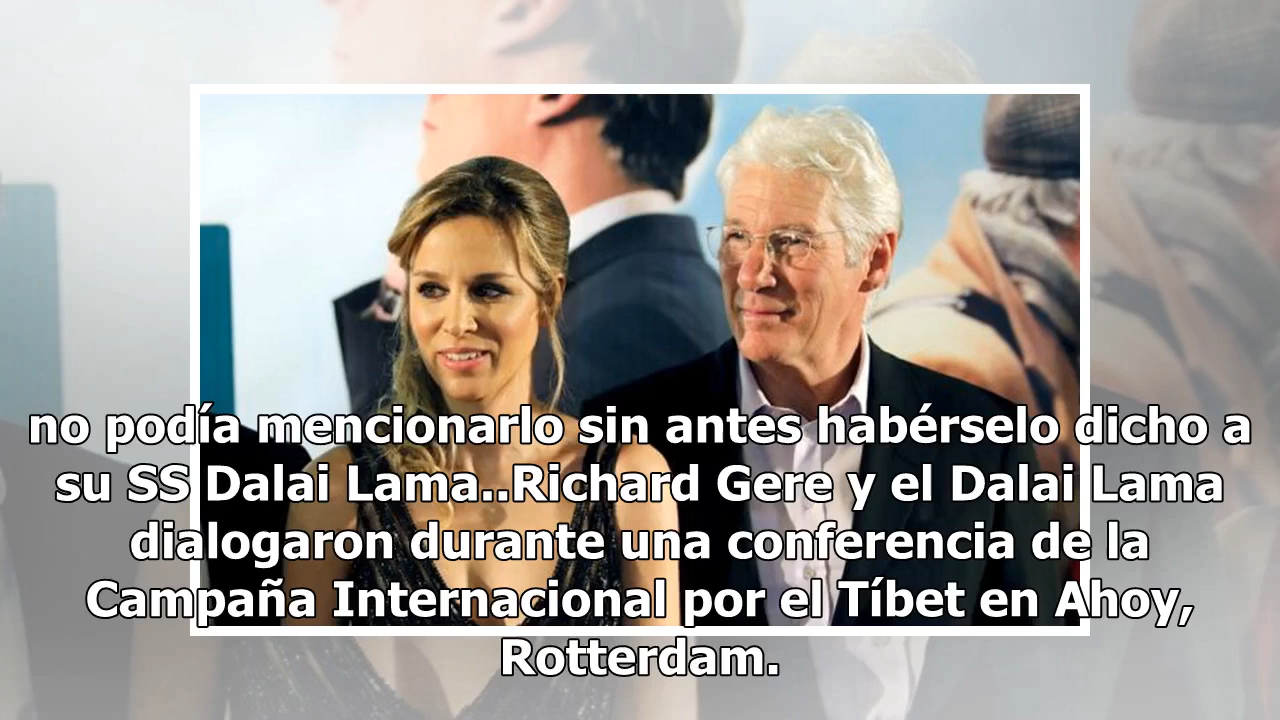 no podía mencionarlo sin antes habérselo dicho a
su SS Dalai Lama..Richard Gere y el Dalai Lama
dialogaron durante una conferencia de la
Campaña Internacional por el Tíbet en Ahoy,
Rotterdam.